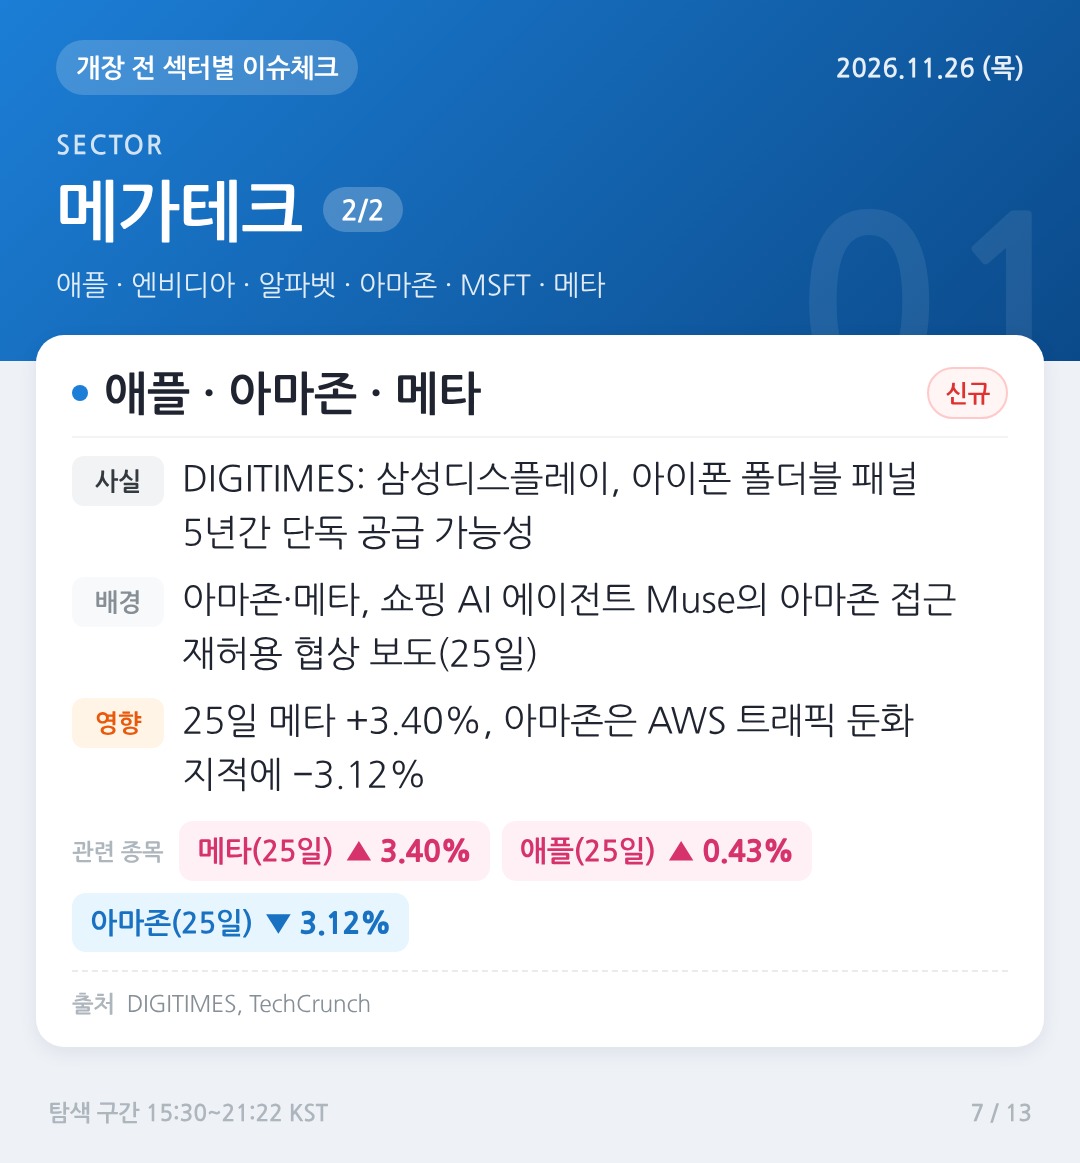 개장 전 섹터별 이슈체크
2026.11.26 (목)
SECTOR
메가테크 2/2
애플 · 엔비디아 · 알파벳 · 아마존 · MSFT · 메타
01
애플 · 아마존 · 메타
신규
사실 DIGITIMES: 삼성디스플레이, 아이폰 폴더블 패널
5년간 단독 공급 가능성
배경 아마존·메타, 쇼핑 AI 에이전트 Muse의 아마존 접근
재허용 협상 보도(25일)
영향 25일 메타 +3.40%, 아마존은 AWS 트래픽 둔화
지적에 −3.12%
관련 종목 메타(25일) ▲ 3.40% 애플(25일) ▲ 0.43%
아마존(25일) ▼ 3.12%
출처 DIGITIMES, TechCrunch
탐색 구간 15:30~21:22 KST
7 / 13